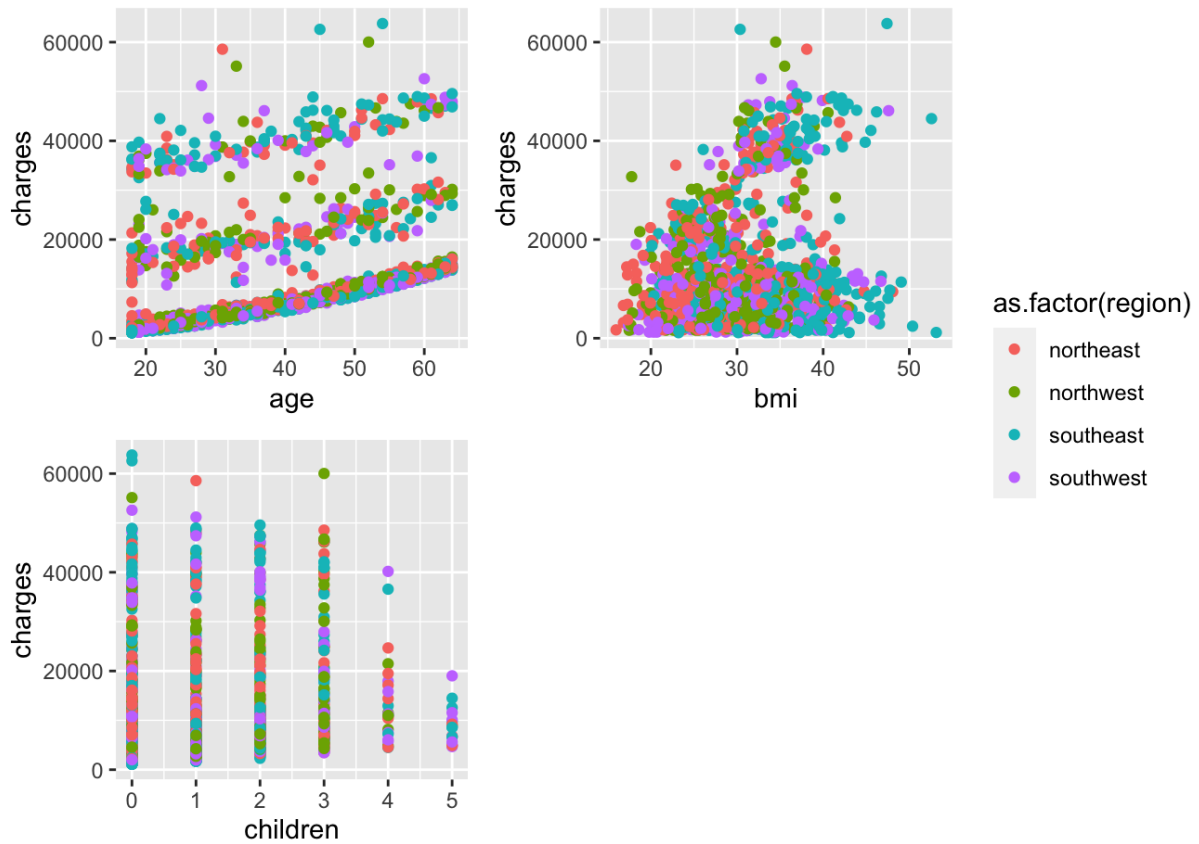 60000
40000
20000
0
charges
20 30 40 50 60
age
60000
40000
20000
0
charges
20 30 40 50
bmi
60000
40000
20000
0
charges
0 1 2 3 4 5
children
as.factor(region)
northeast
northwest
southeast
southwest